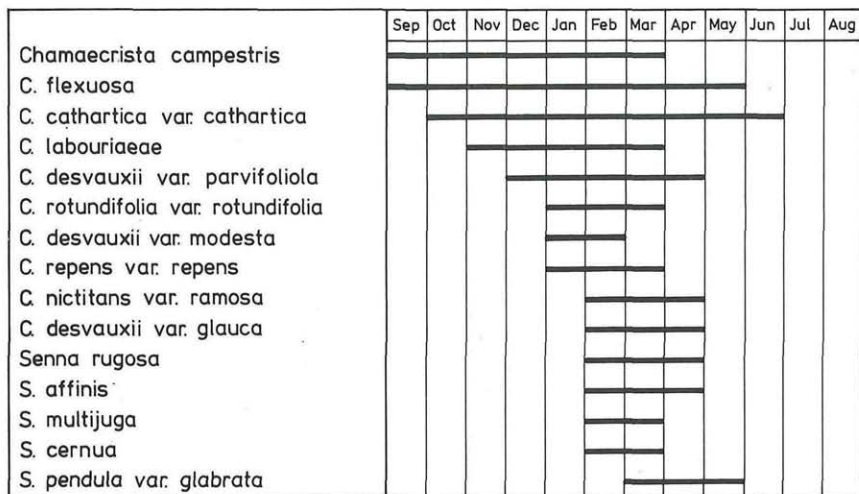 Sep Oct Nov Dec Jan Feb Mar Apr May Jun Jul Aug
Chamaecrista campestris
C. flexuosa
C. cathartica var. cathartica
C. labouriaeae
C. desvauxii var. parvifoliola
C. rotundifolia var. rotundifolia
C. desvauxii var. modesta
C. repens var. repens
C. nictitans var. ramosa
C. desvauxii var. glauca
Senna rugosa
S. affinis
S. multijuga
S. cernua
S. pendula var. glabrata